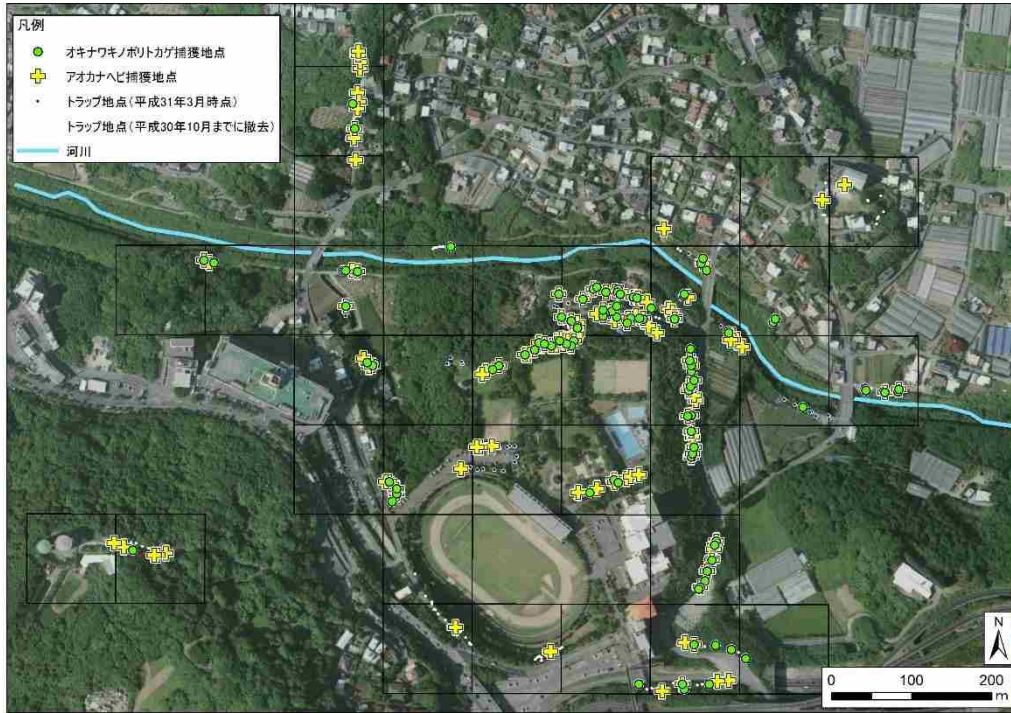 凡例
オキナワキノボリトカゲ捕獲地点
アオカナヘビ捕獲地点
トラップ地点(平成31年3月時点)
トラップ地点(平成30年10月までに撤去)
河川
N
0 100 200
m